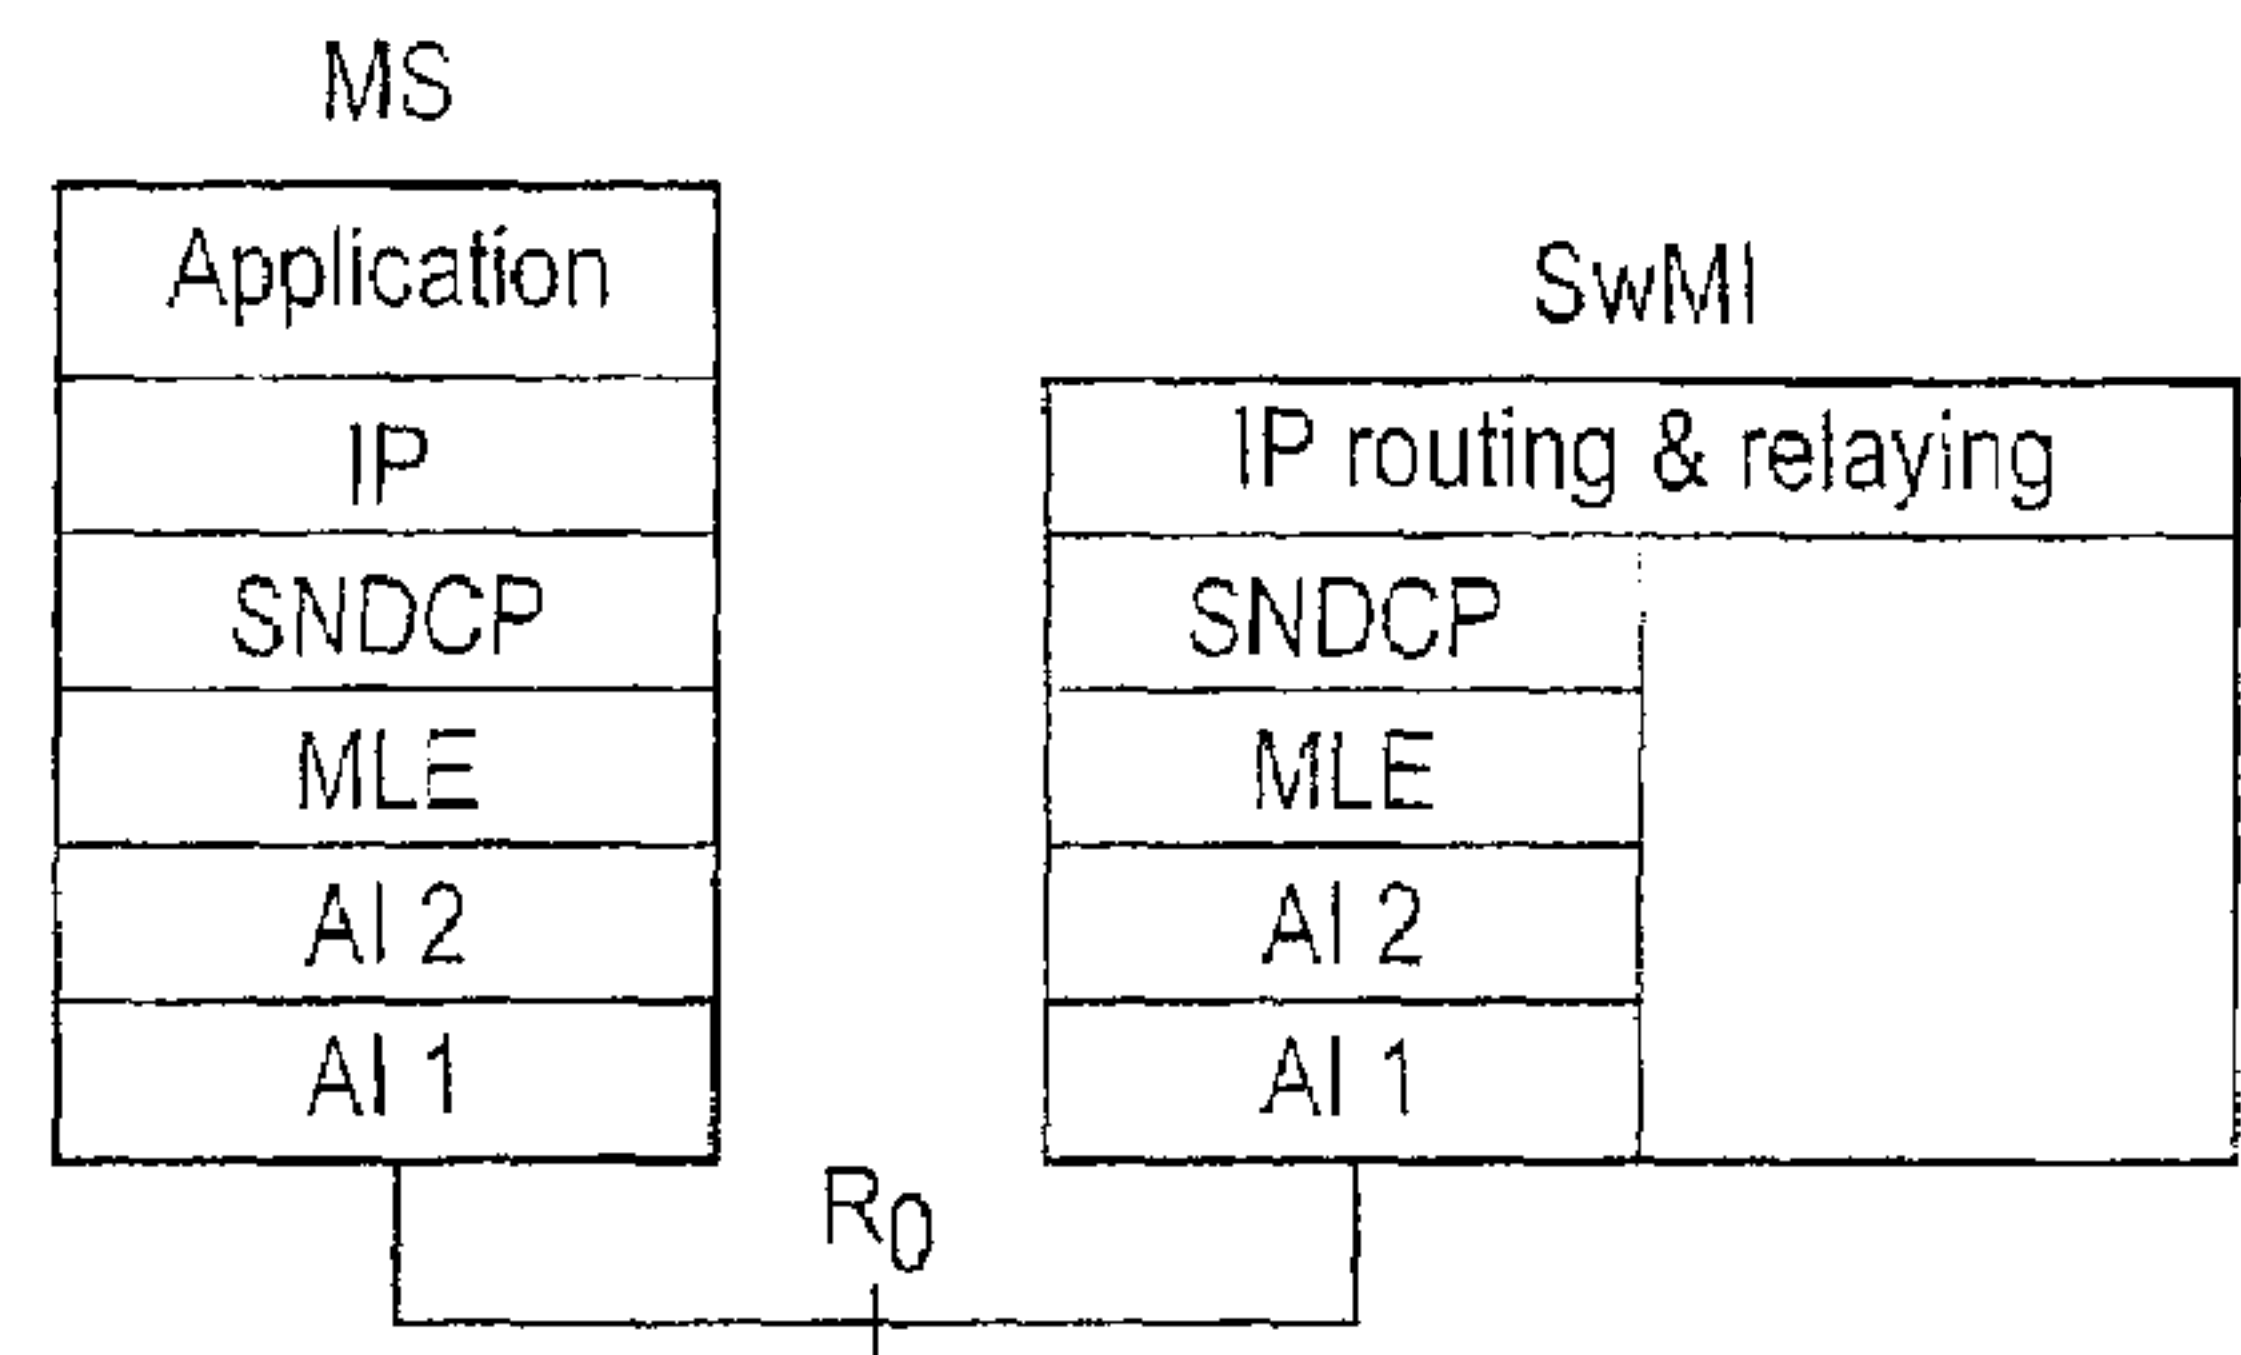 MS
Application
IP
SNDCP
MLE
AI 2
AI 1
SwMI
IP routing & relaying
SNDCP
MLE
AI 2
AI 1
R0